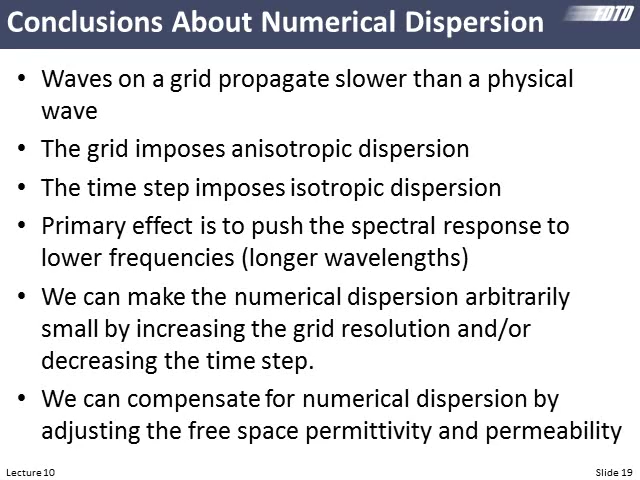 Conclusions About Numerical Dispersion
FDTD
• Waves on a grid propagate slower than a physical
wave
• The grid imposes anisotropic dispersion
• The time step imposes isotropic dispersion
• Primary effect is to push the spectral response to
lower frequencies (longer wavelengths)
• We can make the numerical dispersion arbitrarily
small by increasing the grid resolution and/or
decreasing the time step.
• We can compensate for numerical dispersion by
adjusting the free space permittivity and permeability
Lecture 10
Slide 19